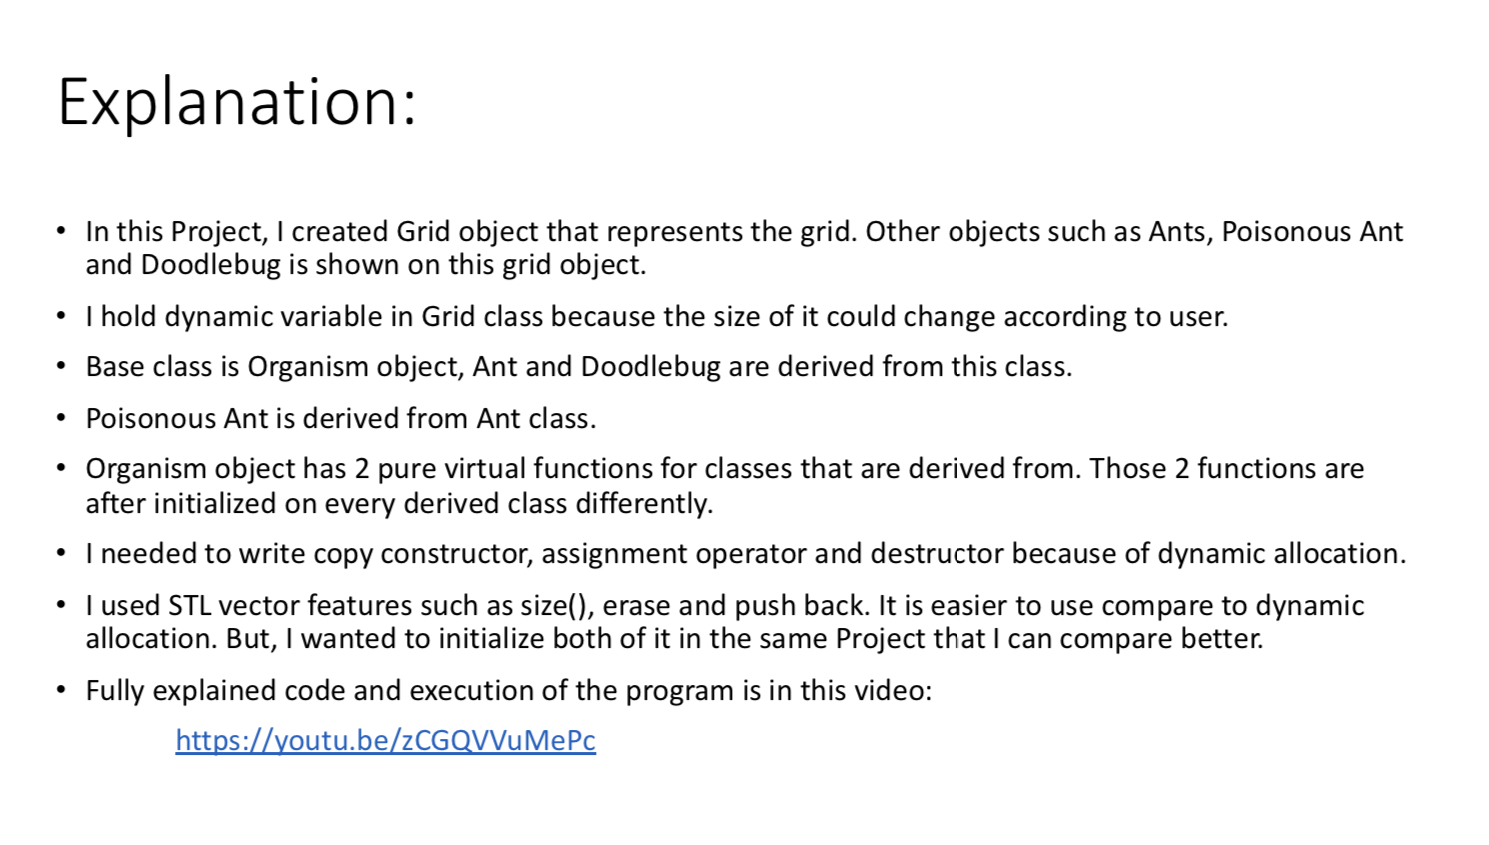 Explanation:
• In this Project, I created Grid object that represents the grid. Other objects such as Ants, Poisonous Ant
and Doodlebug is shown on this grid object.
• I hold dynamic variable in Grid class because the size of it could change according to user.
• Base class is Organism object, Ant and Doodlebug are derived from this class.
• Poisonous Ant is derived from Ant class.
• Organism object has 2 pure virtual functions for classes that are derived from. Those 2 functions are
after initialized on every derived class differently.
• I needed to write copy constructor, assignment operator and destructor because of dynamic allocation.
• I used STL vector features such as size(), erase and push back. It is easier to use compare to dynamic
allocation. But, I wanted to initialize both of it in the same Project that I can compare better.
• Fully explained code and execution of the program is in this video:
https://youtu.be/zCGQVVuMePc